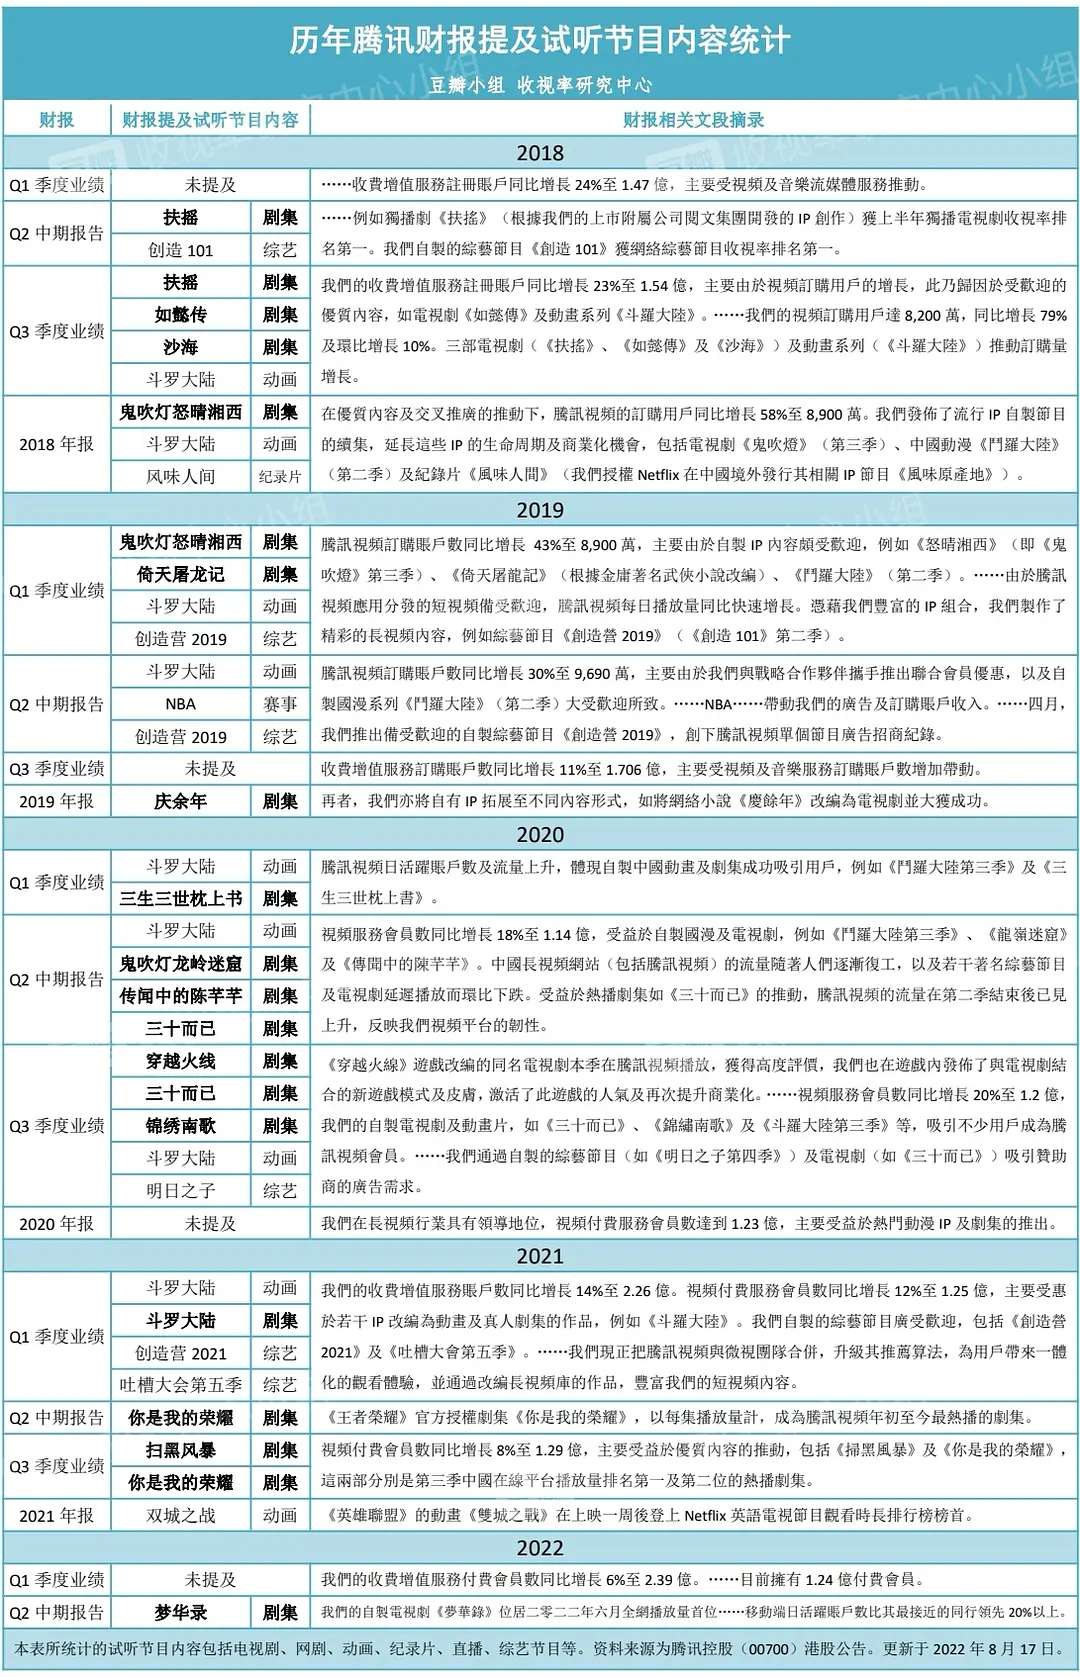 历年腾讯财报提及试听节目内容统计
豆瓣小组 收视率研究中心
财报 财报提及试听节目内容 财报相关文段摘录
2018
Q1 季度业绩 未提及 ……收費增值服務註冊賬戶同比增長 24%至 1.47 億，主要受視頻及音樂流媒體服務推動。
Q2 中期报告
扶摇 剧集
创造 101 综艺
……例如獨播劇《扶搖》（根據我們的上市附屬公司閱文集團開發的 IP 創作）獲上半年獨播電視劇收視率排
名第一。我們自製的綜藝節目《創造 101》獲網絡綜藝節目收視率排名第一。
Q3 季度业绩
扶摇 剧集
如懿传 剧集
沙海 剧集
斗罗大陆 动画
我們的收費增值服務註冊賬戶同比增長 23%至 1.54 億，主要由於視頻訂購用戶的增長，此乃歸因於受歡迎的
優質內容，如電視劇《如懿傳》及動畫系列《斗羅大陸》。……我們的視頻訂購用戶達 8,200 萬，同比增長 79%
及環比增長 10%。三部電視劇（《扶搖》、《如懿傳》及《沙海》）及動畫系列（《斗羅大陸》）推動訂購量
增長。
2018 年报
鬼吹灯怒晴湘西 剧集
斗罗大陆 动画
风味人间 纪录片
在優質內容及交叉推廣的推動下，騰訊視頻的訂購用戶同比增長 58%至 8,900 萬。我們發佈了流行 IP 自製節目
的續集，延長這些 IP 的生命周期及商業化機會，包括電視劇《鬼吹燈》（第三季）、中國動漫《鬥羅大陸》
（第二季）及紀錄片《風味人間》（我們授權 Netflix 在中國境外發行其相關 IP 節目《風味原產地》）。
2019
Q1 季度业绩
鬼吹灯怒晴湘西 剧集
倚天屠龙记 剧集
斗罗大陆 动画
创造营 2019 综艺
騰訊視頻訂購賬戶數同比增長 43%至 8,900 萬，主要由於自製 IP 內容頗受歡迎，例如《怒晴湘西》（即《鬼
吹燈》第三季）、《倚天屠龍記》（根據金庸著名武俠小說改編）、《鬥羅大陸》（第二季）。……由於騰訊
視頻應用分發的短視頻備受歡迎，騰訊視頻每日播放量同比快速增長。憑藉我們豐富的 IP 組合，我們製作了
精彩的長視頻內容，例如綜藝節目《創造營 2019》（《創造 101》第二季）。
Q2 中期报告
斗罗大陆 动画
NBA 赛事
创造营 2019 综艺
騰訊視頻訂購賬戶數同比增長 30%至 9,690 萬，主要由於我們與戰略合作夥伴攜手推出聯合會員優惠，以及自
製國漫系列《鬥羅大陸》（第二季）大受歡迎所致。……NBA……帶動我們的廣告及訂購賬戶收入。……四月，
我們推出備受歡迎的自製綜藝節目《創造營 2019》，創下騰訊視頻單個節目廣告招商紀錄。
Q3 季度业绩 未提及 收費增值服務訂購賬戶數同比增長 11%至 1.706 億，主要受視頻及音樂服務訂購賬戶數增加帶動。
2019 年报 庆余年 剧集 再者，我們亦將自有 IP 拓展至不同內容形式，如將網絡小說《慶餘年》改編為電視劇並大獲成功。
2020
Q1 季度业绩
斗罗大陆 动画
三生三世枕上书 剧集
騰訊視頻日活躍賬戶數及流量上升，體現自製中國動畫及劇集成功吸引用戶，例如《鬥羅大陸第三季》及《三
生三世枕上書》。
Q2 中期报告
斗罗大陆 动画
鬼吹灯龙岭迷窟 剧集
传闻中的陈芊芊 剧集
三十而已 剧集
視頻服務會員數同比增長 18%至 1.14 億，受益於自製國漫及電視劇，例如《鬥羅大陸第三季》、《龍嶺迷窟》
及《傳聞中的陳芊芊》。中國長視頻網站（包括騰訊視頻）的流量隨著人們逐漸復工，以及若干著名綜藝節目
及電視劇延遲播放而環比下跌。受益於熱播劇集如《三十而已》的推動，騰訊視頻的流量在第二季結束後已見
上升，反映我們視頻平台的韌性。
Q3 季度业绩
穿越火线 剧集
三十而已 剧集
锦绣南歌 剧集
斗罗大陆 动画
明日之子 综艺
《穿越火線》遊戲改編的同名電視劇本季在騰訊視頻播放，獲得高度評價，我們也在遊戲內發佈了與電視劇結
合的新遊戲模式及皮膚，激活了此遊戲的人氣及再次提升商業化。……視頻服務會員數同比增長 20%至 1.2 億，
我們的自製電視劇及動畫片，如《三十而已》、《錦繡南歌》及《斗羅大陸第三季》等，吸引不少用戶成為騰
訊視頻會員。……我們通過自製的綜藝節目（如《明日之子第四季》）及電視劇（如《三十而已》）吸引贊助
商的廣告需求。
2020 年报 未提及 我們在長視頻行業具有領導地位，視頻付費服務會員數達到 1.23 億，主要受益於熱門動漫 IP 及劇集的推出。
2021
Q1 季度业绩
斗罗大陆 动画
斗罗大陆 剧集
创造营 2021 综艺
吐槽大会第五季 综艺
我們的收費增值服務賬戶數同比增長 14%至 2.26 億。視頻付費服務會員數同比增長 12%至 1.25 億，主要受惠
於若干 IP 改編為動畫及真人劇集的作品，例如《斗羅大陸》。我們自製的綜藝節目廣受歡迎，包括《創造營
2021》及《吐槽大會第五季》。……我們現正把騰訊視頻與微視團隊合併，升級其推薦算法，為用戶帶來一體
化的觀看體驗，並通過改編長視頻庫的作品，豐富我們的短視頻內容。
Q2 中期报告 你是我的荣耀 剧集 《王者榮耀》官方授權劇集《你是我的榮耀》，以每集播放量計，成為騰訊視頻年初至今最熱播的劇集。
Q3 季度业绩
扫黑风暴 剧集
你是我的荣耀 剧集
視頻付費會員數同比增長 8%至 1.29 億，主要受益於優質內容的推動，包括《掃黑風暴》及《你是我的榮耀》，
這兩部分別是第三季中國在線平台播放量排名第一及第二位的熱播劇集。
2021 年报 双城之战 动画 《英雄聯盟》的動畫《雙城之戰》在上映一周後登上 Netflix 英語電視節目觀看時長排行榜榜首。
2022
Q1 季度业绩 未提及 我們的收費增值服務付費會員數同比增長 6%至 2.39 億。……目前擁有 1.24 億付費會員。
Q2 中期报告 梦华录 剧集 我們的自製電視劇《夢華錄》位居二零二二年六月全網播放量首位……移動端日活躍賬戶數比其最接近的同行領先 20%以上。
本表所统计的试听节目内容包括电视剧、网剧、动画、纪录片、直播、综艺节目等。资料来源为腾讯控股（00700）港股公告。更新于 2022 年 8 月 17 日。